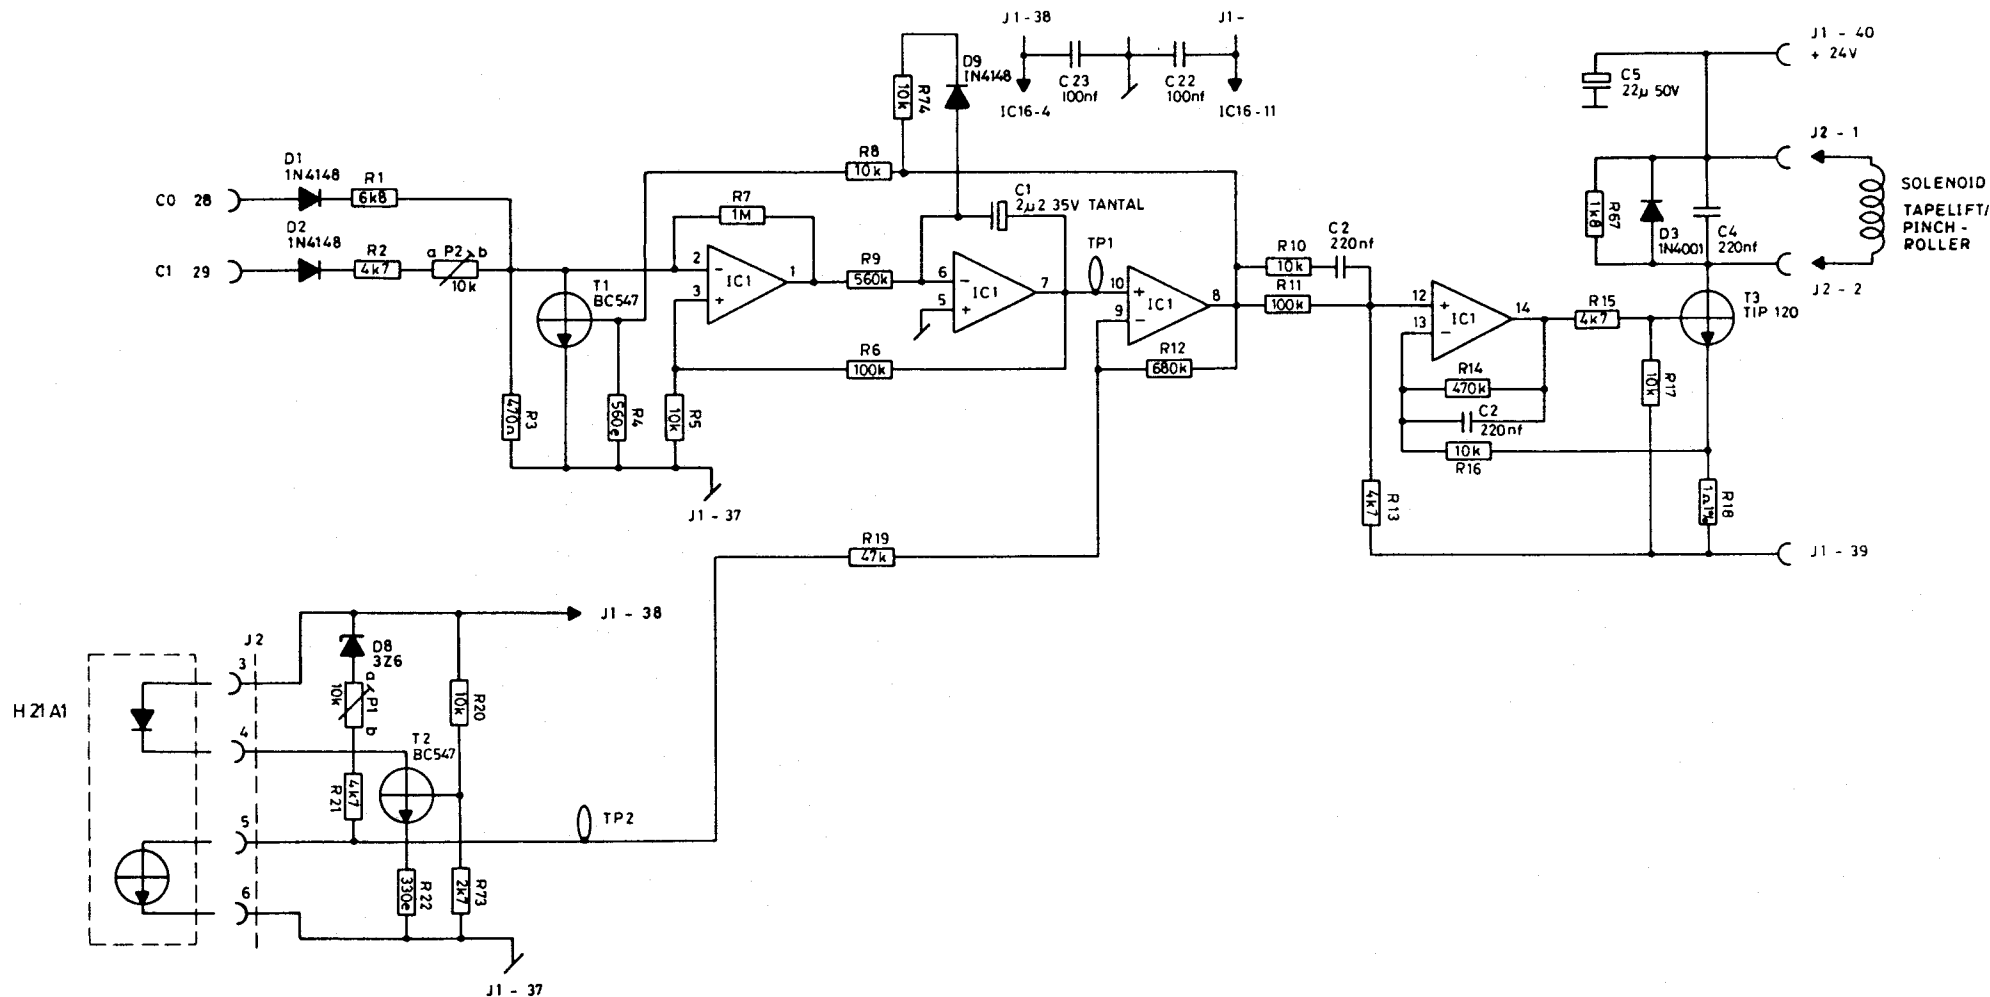 J1 - 38
J1 -
J1 - 40
+ 24V
D9
1N4148
R74
10k
C23
100nf
C22
100nf
IC16-4
IC16-11
C5
22µ 50V
J2 - 1
D1
1N4148
R1
6k8
C0 28
R8
10k
R7
1M
C1
2µ2 35V TANTAL
SOLENOID
TAPELIFT/
PINCH -
ROLLER
R67
1k8
D3
1N4001
C4
220nf
D2
1N4148
R2
4k7
a P2 b
10k
C1 29
T1
BC547
2
3
IC1
1
R9
560k
6
5
IC1
7
TP1
10
9
IC1
8
R10
10k
C2
220nf
R11
100k
12
13
IC1
14
R15
4k7
J2 - 2
T3
TIP 120
R6
100k
R12
680k
R14
470k
C2
220nf
10k
R16
R17
10k
R3
470Ω
R4
560e
R5
10k
J1 - 37
R13
4k7
R18
1Ω1%
R19
47k
J1 - 39
J1 - 38
J2
3
D8
3Z6
a
P1
10k
b
R20
10k
H21A1
4
T2
BC547
R21
4k7
5
TP2
6
R22
330e
R73
2k7
J1 - 37